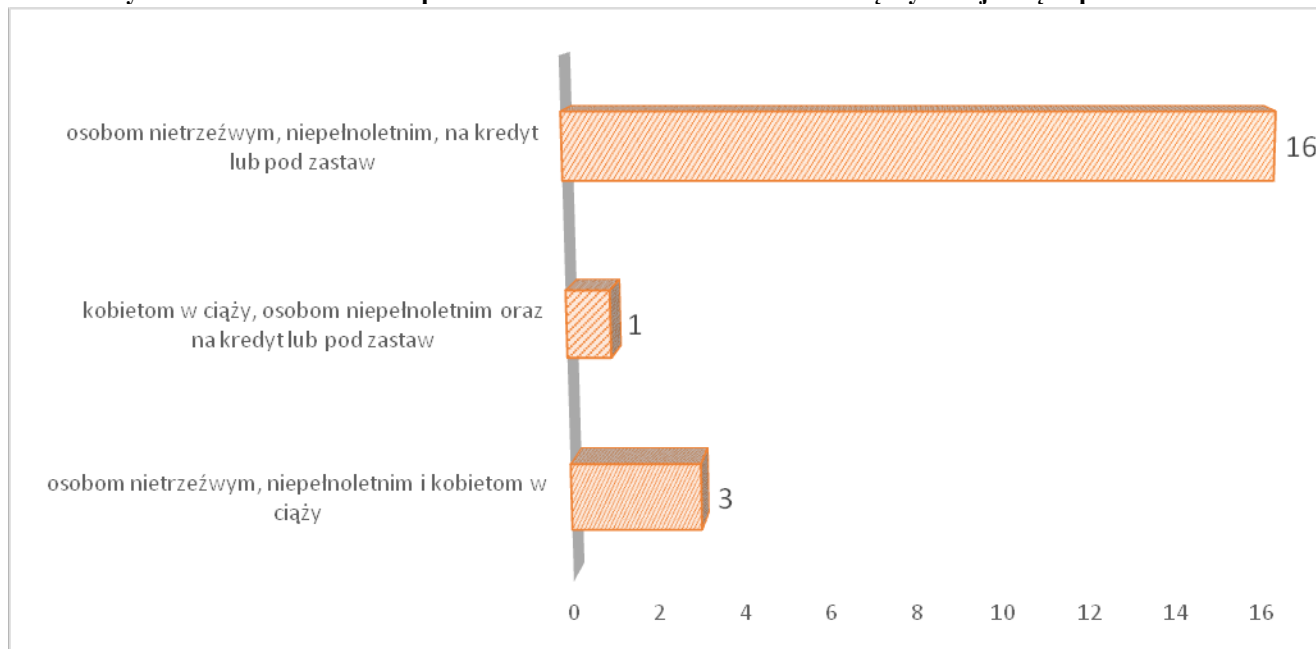 osobom nietrzeźwym, niepełnoletnim, na kredyt
lub pod zastaw
16
kobietom w ciąży, osobom niepełnoletnim oraz
na kredyt lub pod zastaw
1
osobom nietrzeźwym, niepełnoletnim i kobietom w
ciąży
3
0 2 4 6 8 10 12 14 16